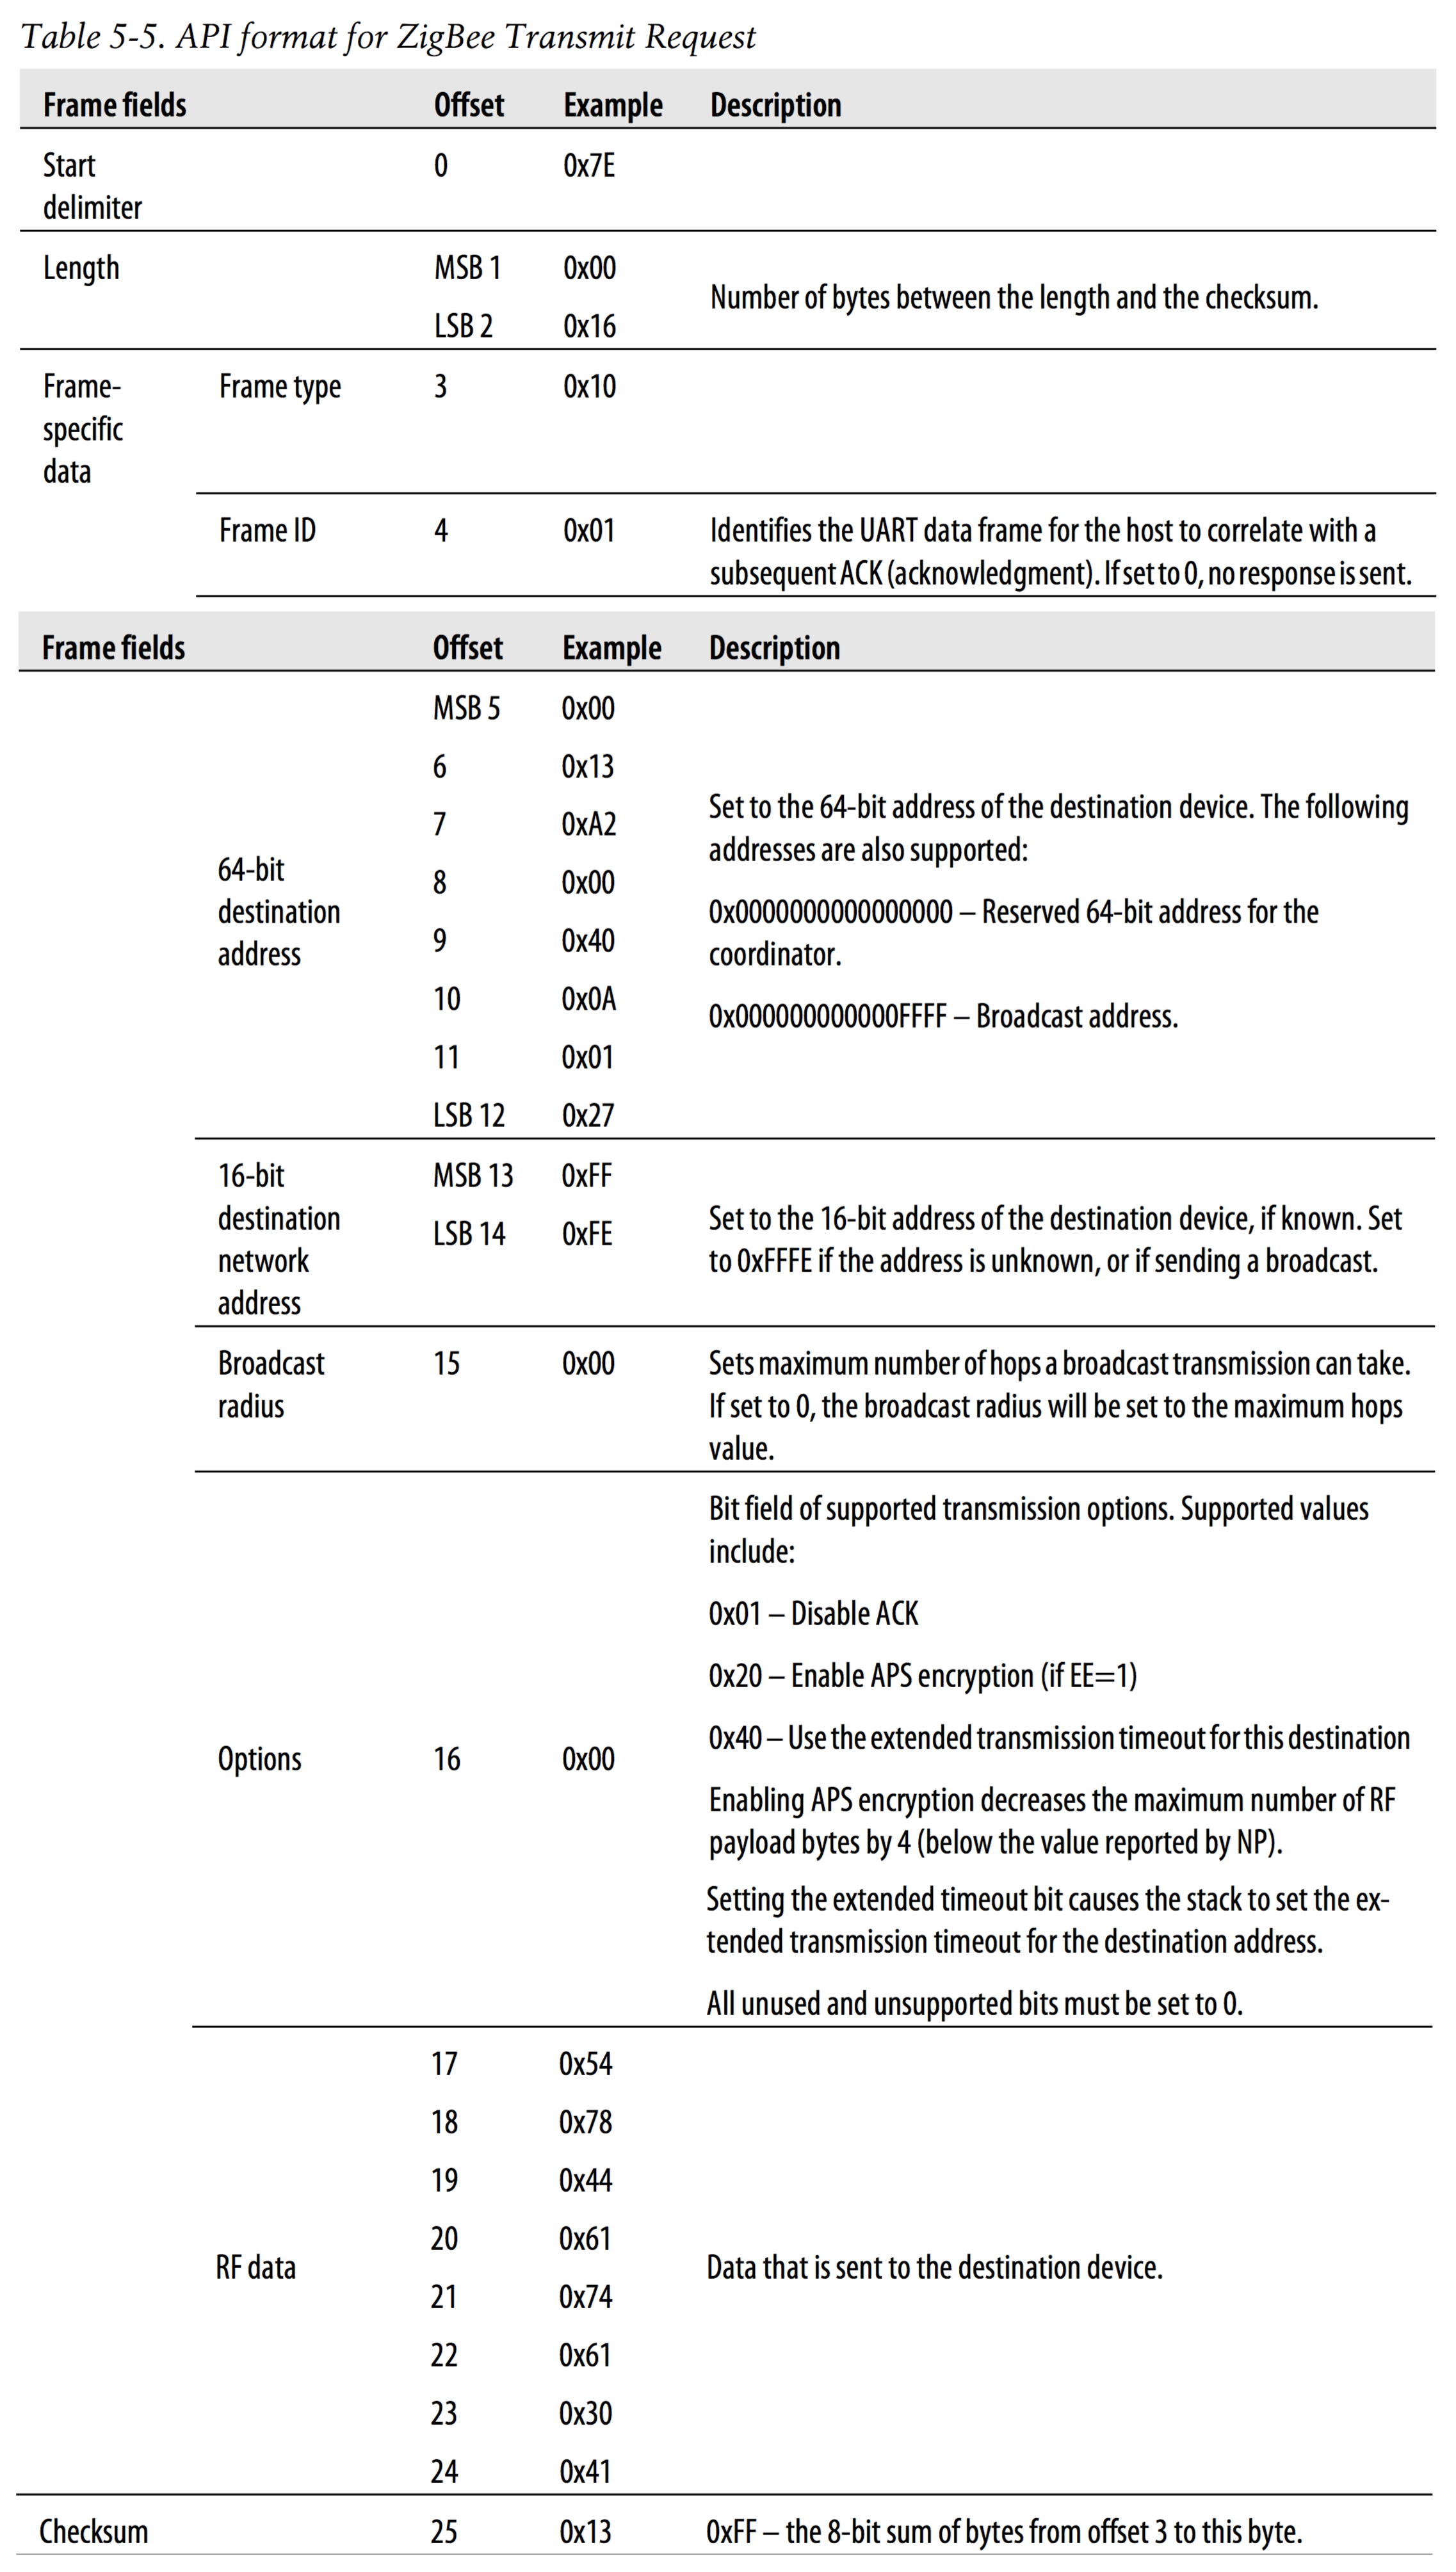 Table 5-5. API format for ZigBee Transmit Request
Frame fields Offset Example Description
Start
delimiter
0 0x7E
Length MSB 1 0x00
LSB 2 0x16
Number of bytes between the length and the checksum.
Frame-
specific
data
Frame type 3 0x10
Frame ID 4 0x01 Identifies the UART data frame for the host to correlate with a
subsequent ACK (acknowledgment). If set to 0, no response is sent.
Frame fields Offset Example Description
64-bit
destination
address
MSB 5 0x00
6 0x13
7 0xA2
8 0x00
9 0x40
10 0x0A
11 0x01
LSB 12 0x27
Set to the 64-bit address of the destination device. The following
addresses are also supported:
0x0000000000000000 – Reserved 64-bit address for the
coordinator.
0x000000000000FFFF – Broadcast address.
16-bit
destination
network
address
MSB 13 0xFF
LSB 14 0xFE
Set to the 16-bit address of the destination device, if known. Set
to 0xFFFE if the address is unknown, or if sending a broadcast.
Broadcast
radius
15 0x00
Sets maximum number of hops a broadcast transmission can take.
If set to 0, the broadcast radius will be set to the maximum hops
value.
Options 16 0x00
Bit field of supported transmission options. Supported values
include:
0x01 – Disable ACK
0x20 – Enable APS encryption (if EE=1)
0x40 – Use the extended transmission timeout for this destination
Enabling APS encryption decreases the maximum number of RF
payload bytes by 4 (below the value reported by NP).
Setting the extended timeout bit causes the stack to set the ex-
tended transmission timeout for the destination address.
All unused and unsupported bits must be set to 0.
RF data
17 0x54
18 0x78
19 0x44
20 0x61
21 0x74
22 0x61
23 0x30
24 0x41
Data that is sent to the destination device.
Checksum 25 0x13 0xFF – the 8-bit sum of bytes from offset 3 to this byte.